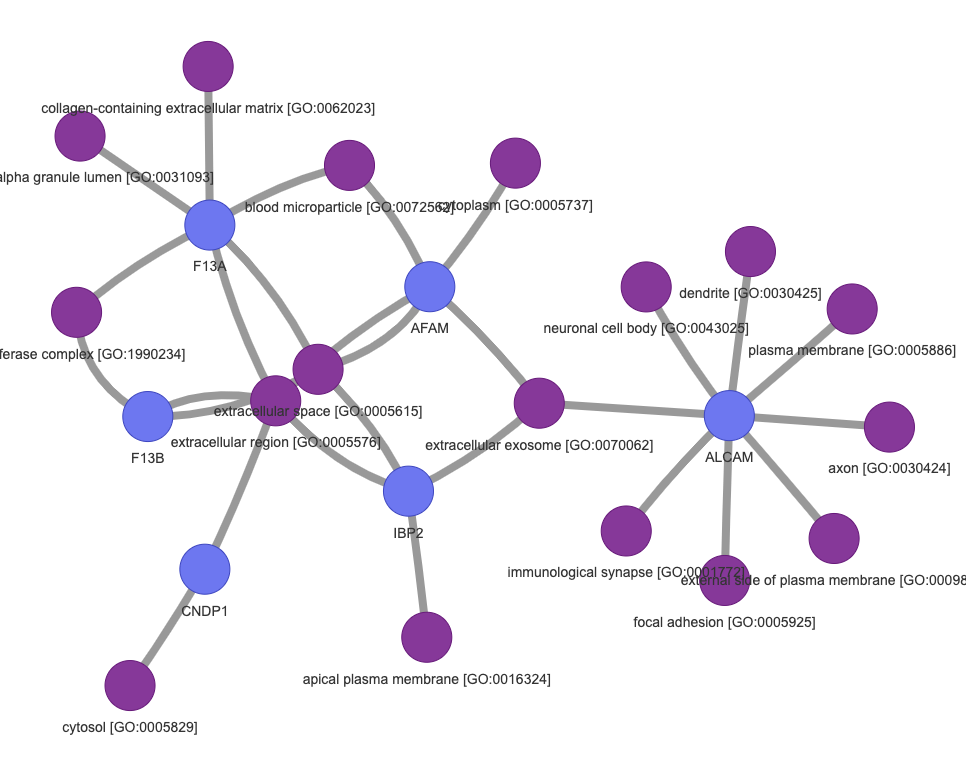 collagen-containing extracellular matrix [GO:0062023]
alpha granule lumen [GO:0031093]
blood microparticle [GO:0072562]
cytoplasm [GO:0005737]
F13A
dendrite [GO:0030425]
AFAM
neuronal cell body [GO:0043025]
plasma membrane [GO:0005886]
complex [GO:1990234]
extracellular space [GO:0005615]
extracellular region [GO:0005576]
extracellular exosome [GO:0070062]
F13B
ALCAM
axon [GO:0030424]
IBP2
immunological synapse [GO:0001772]
external side of plasma membrane [GO:00098
CNDP1
focal adhesion [GO:0005925]
apical plasma membrane [GO:0016324]
cytosol [GO:0005829]